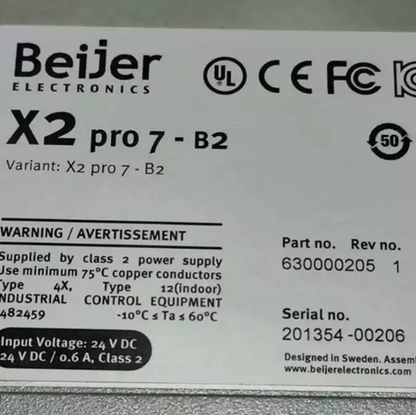 Beijer
ELECTRONICS
UL CE FC
X2 pro 7 - B2
50
Variant: X2 pro 7 - B2
WARNING / AVERTISSEMENT
Supplied by class 2 power supply
Use minimum 75°C copper conductors
Type 4X, Type 12(indoor)
INDUSTRIAL CONTROL EQUIPMENT
482459 -10°C ≤ Ta ≤ 60°C
Input Voltage: 24 V DC
24 V DC / 0.6 A, Class 2
Part no. Rev no.
630000205 1
Serial no.
201354-00206
Designed in Sweden. Assem
www.beijerelectronics.com